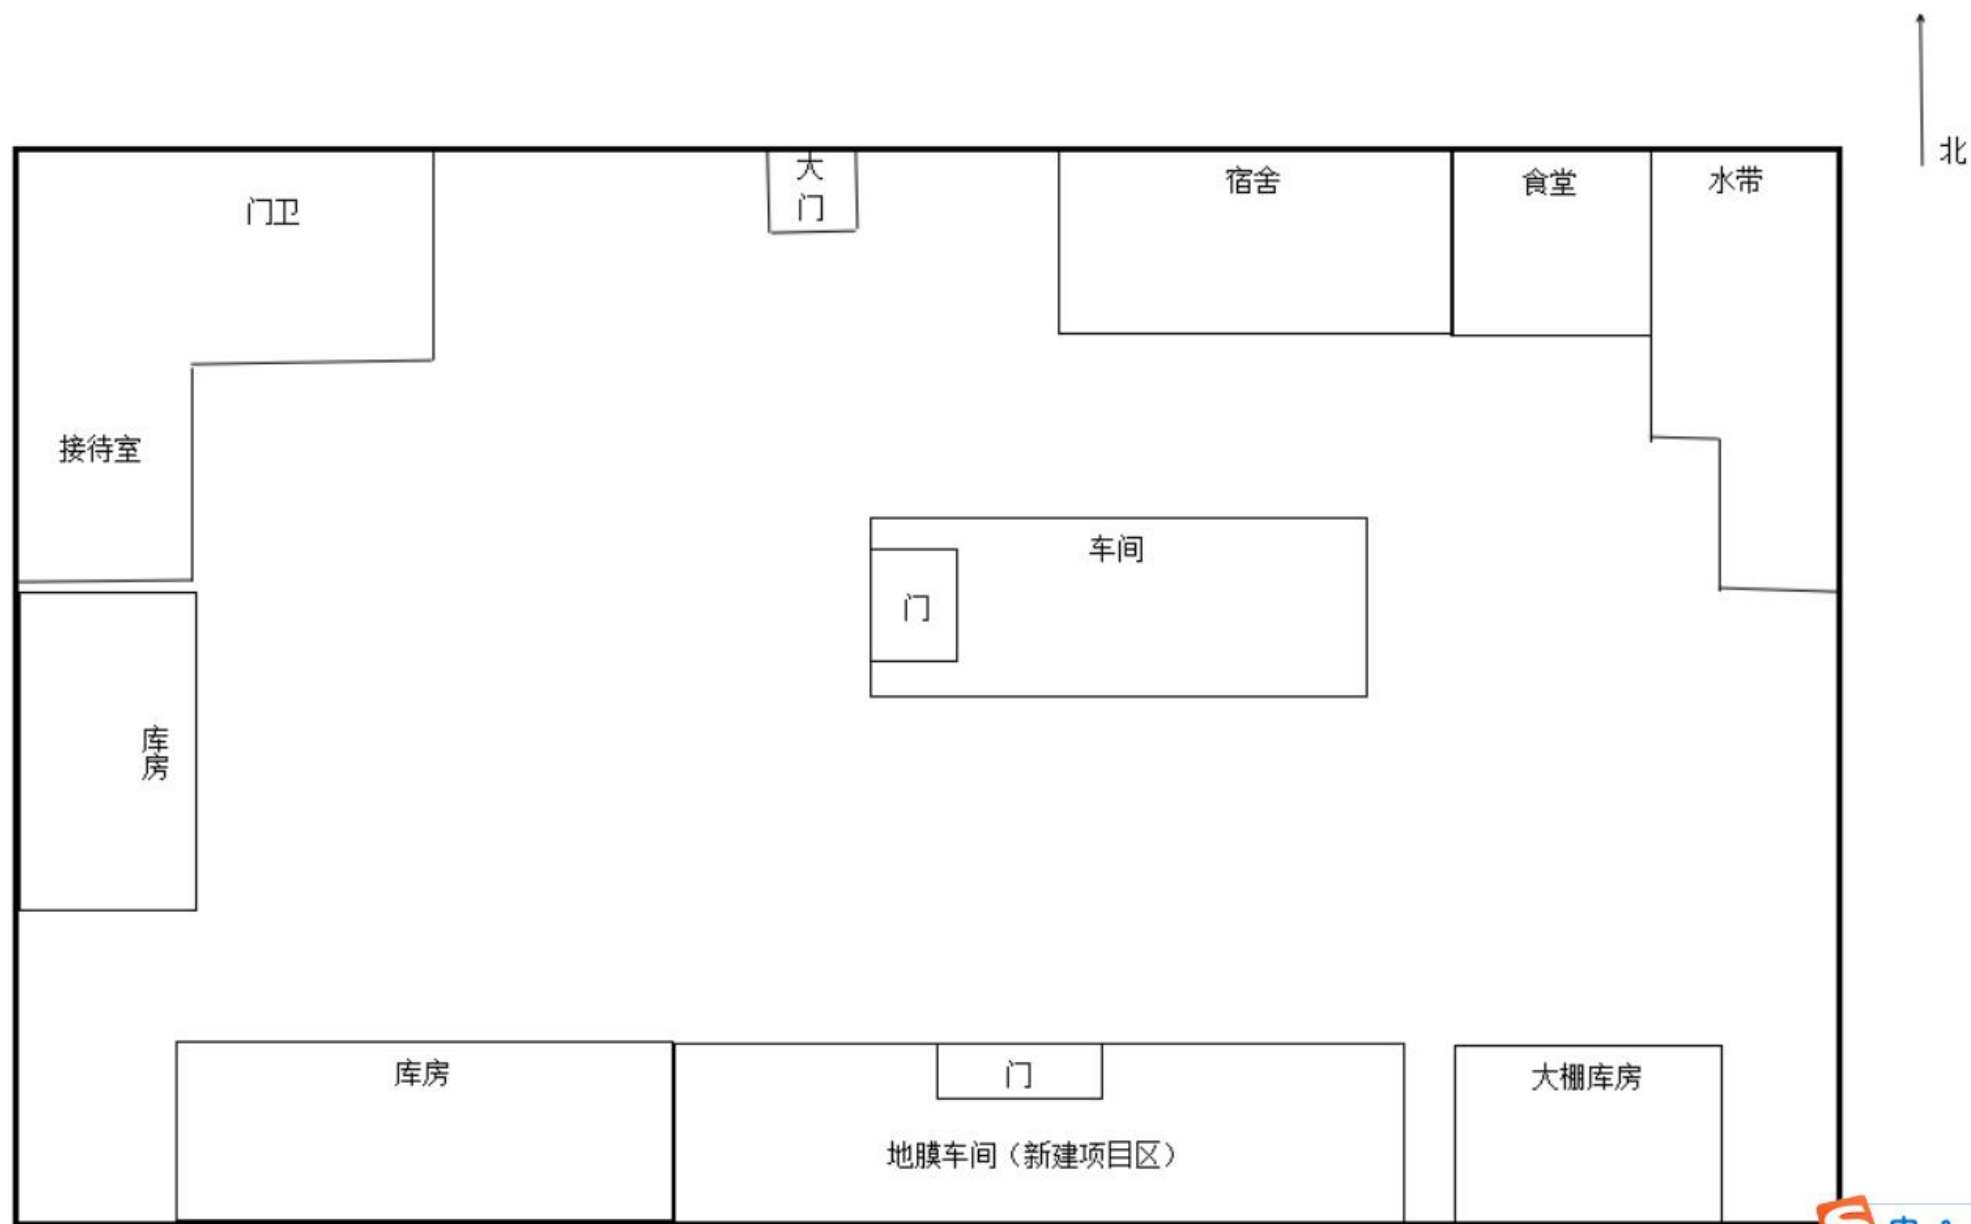 北
大
门
宿舍
食堂
水带
门卫
接待室
车间
门
库
房
库房
门
大棚库房
地膜车间（新建项目区）